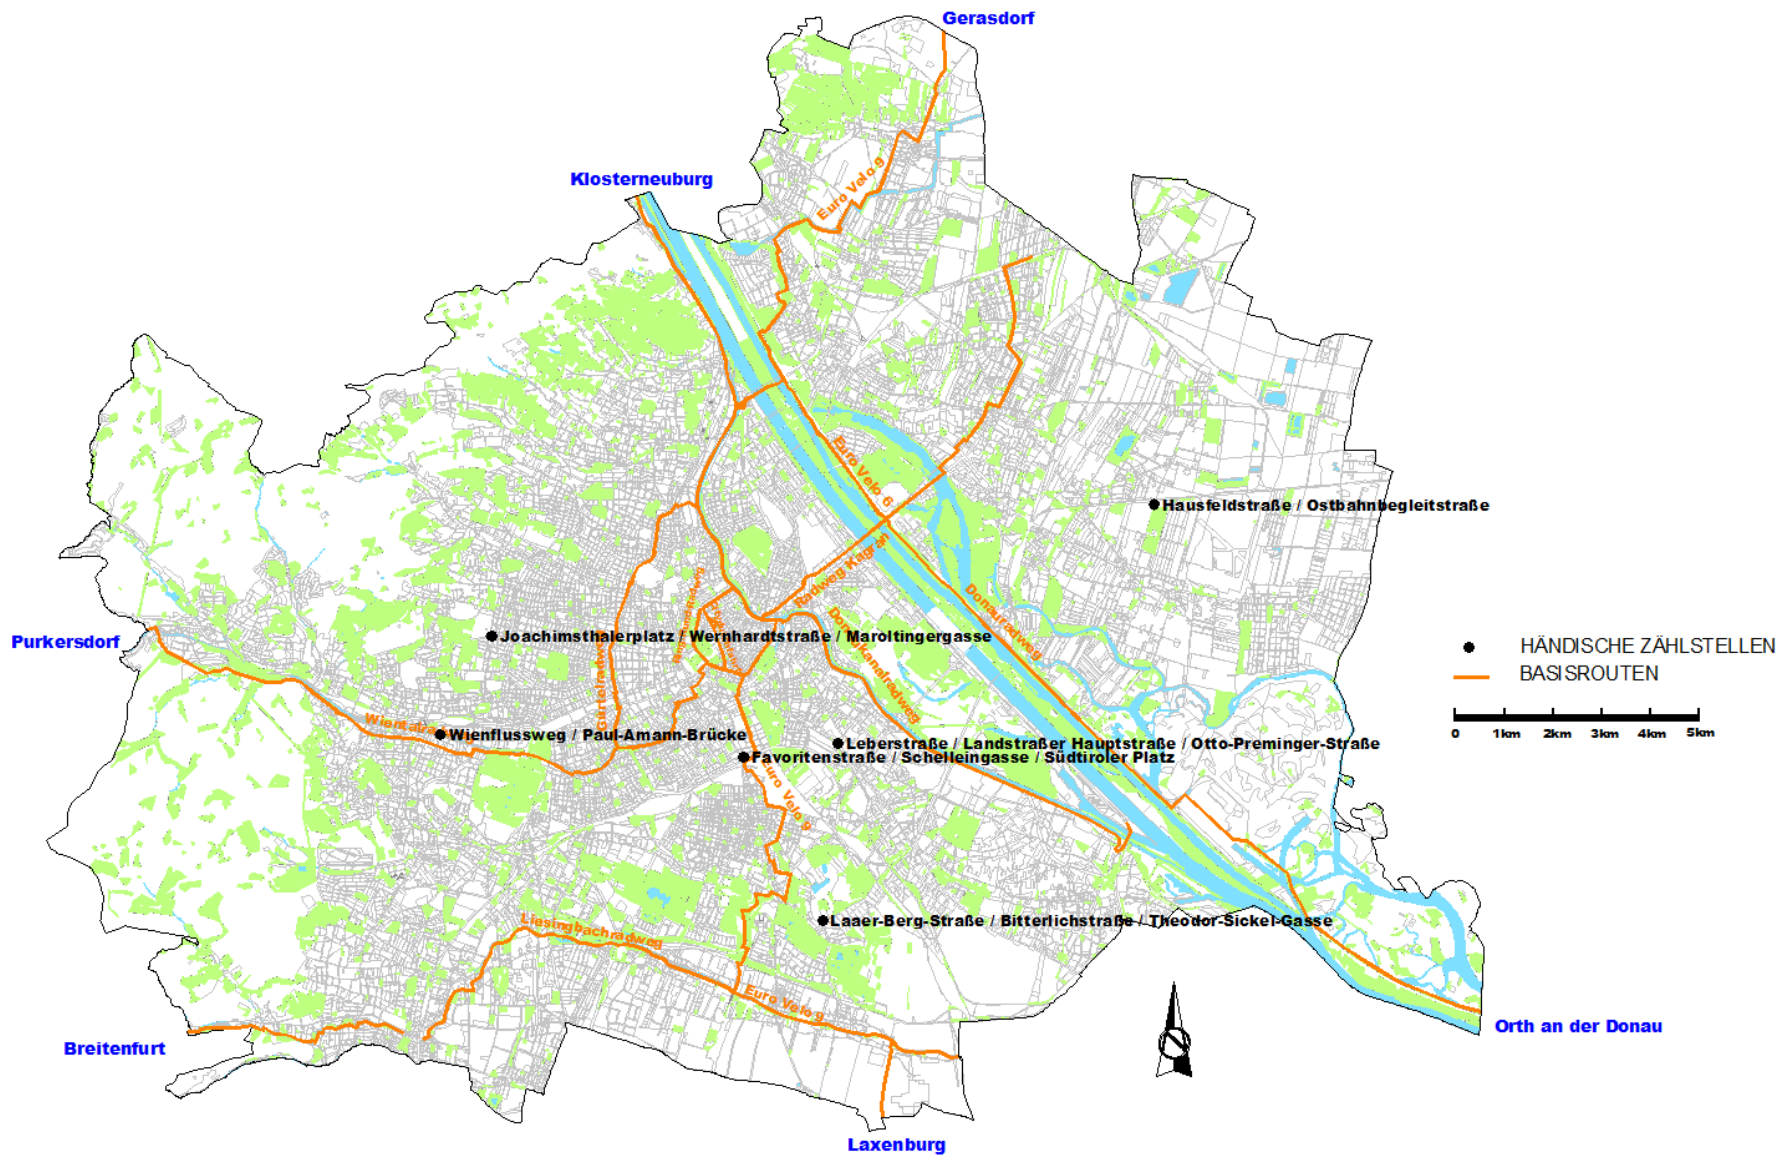 Gerasdorf
Klosterneuburg
Euro Velo 9
Euro Velo 6
Hausfeldstraße / Ostbahnbegleitstraße
Radweg Kagran
Donauradweg
Ringrund Radweg
Donaukanalradweg
Purkersdorf
Joachimsthalerplatz / Wernhardtstraße / Maroltingergasse
HÄNDISCHE ZÄHLSTELLEN
BASISROUTEN
Gürtelradweg
0 1km 2km 3km 4km 5km
Wienflussweg / Paul-Amann-Brücke
Leberstraße / Landstraßer Hauptstraße / Otto-Preminger-Straße
Favoritenstraße / Schelleingasse / Südtiroler Platz
Euro Velo 9
Laaer-Berg-Straße / Bitterlichstraße / Theodor-Sickel-Gasse
Liesingbachradweg
Euro Velo 9
Orth an der Donau
Breitenfurt
Laxenburg